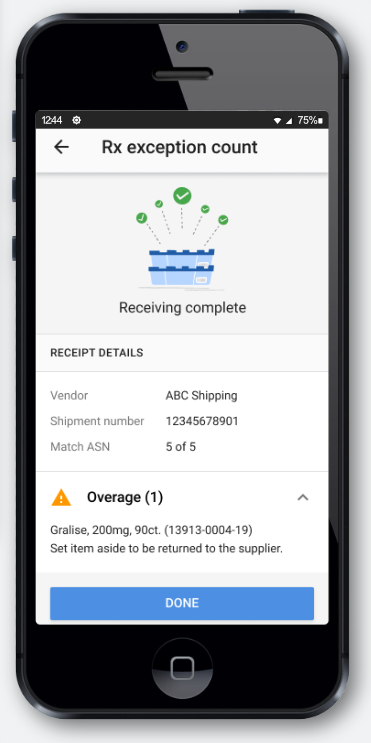 12:44 75%
Rx exception count
Receiving complete
RECEIPT DETAILS
Vendor ABC Shipping
Shipment number 12345678901
Match ASN 5 of 5
Overage (1)
Gralise, 200mg, 90ct. (13913-0004-19)
Set item aside to be returned to the supplier.
DONE